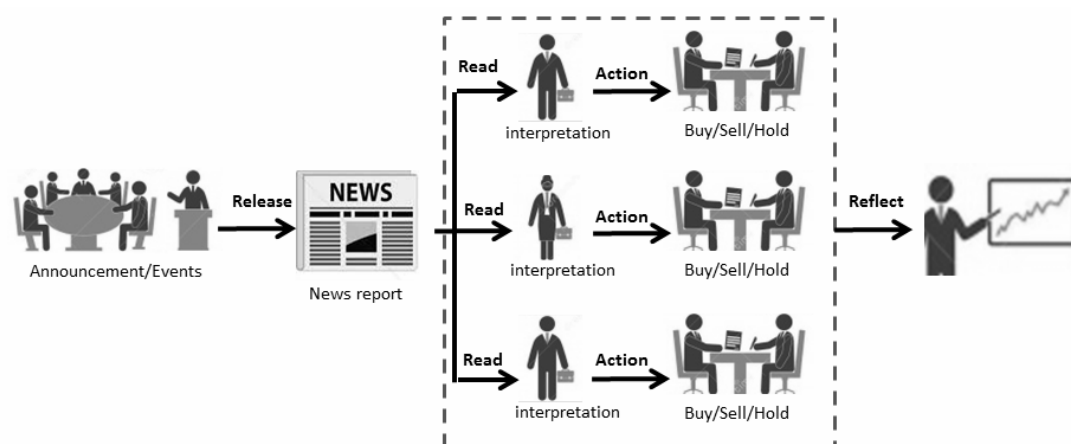 Read
Action
interpretation
Buy/Sell/Hold
Announcement/Events
Release
NEWS
News report
Read
Action
interpretation
Buy/Sell/Hold
Reflect
Read
Action
interpretation
Buy/Sell/Hold